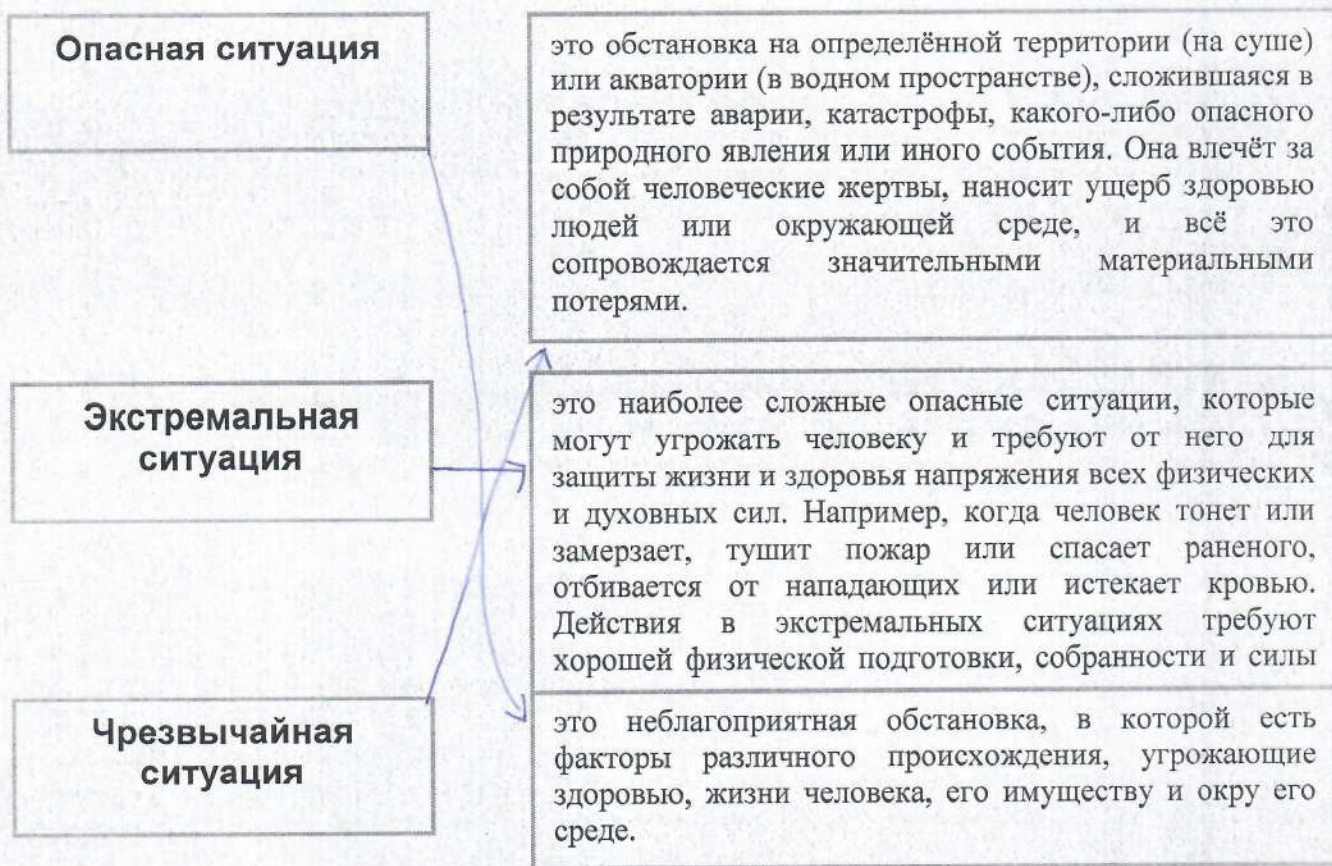 Опасная ситуация
это обстановка на определённой территории (на суше)
или акватории (в водном пространстве), сложившаяся в
результате аварии, катастрофы, какого-либо опасного
природного явления или иного события. Она влечёт за
собой человеческие жертвы, наносит ущерб здоровью
людей или окружающей среде, и всё это
сопровождается значительными материальными
потерями.
Экстремальная
ситуация
это наиболее сложные опасные ситуации, которые
могут угрожать человеку и требуют от него для
защиты жизни и здоровья напряжения всех физических
и духовных сил. Например, когда человек тонет или
замерзает, тушит пожар или спасает раненого,
отбивается от нападающих или истекает кровью.
Действия в экстремальных ситуациях требуют
хорошей физической подготовки, собранности и силы
Чрезвычайная
ситуация
это неблагоприятная обстановка, в которой есть
факторы различного происхождения, угрожающие
здоровью, жизни человека, его имуществу и окру его
среде.